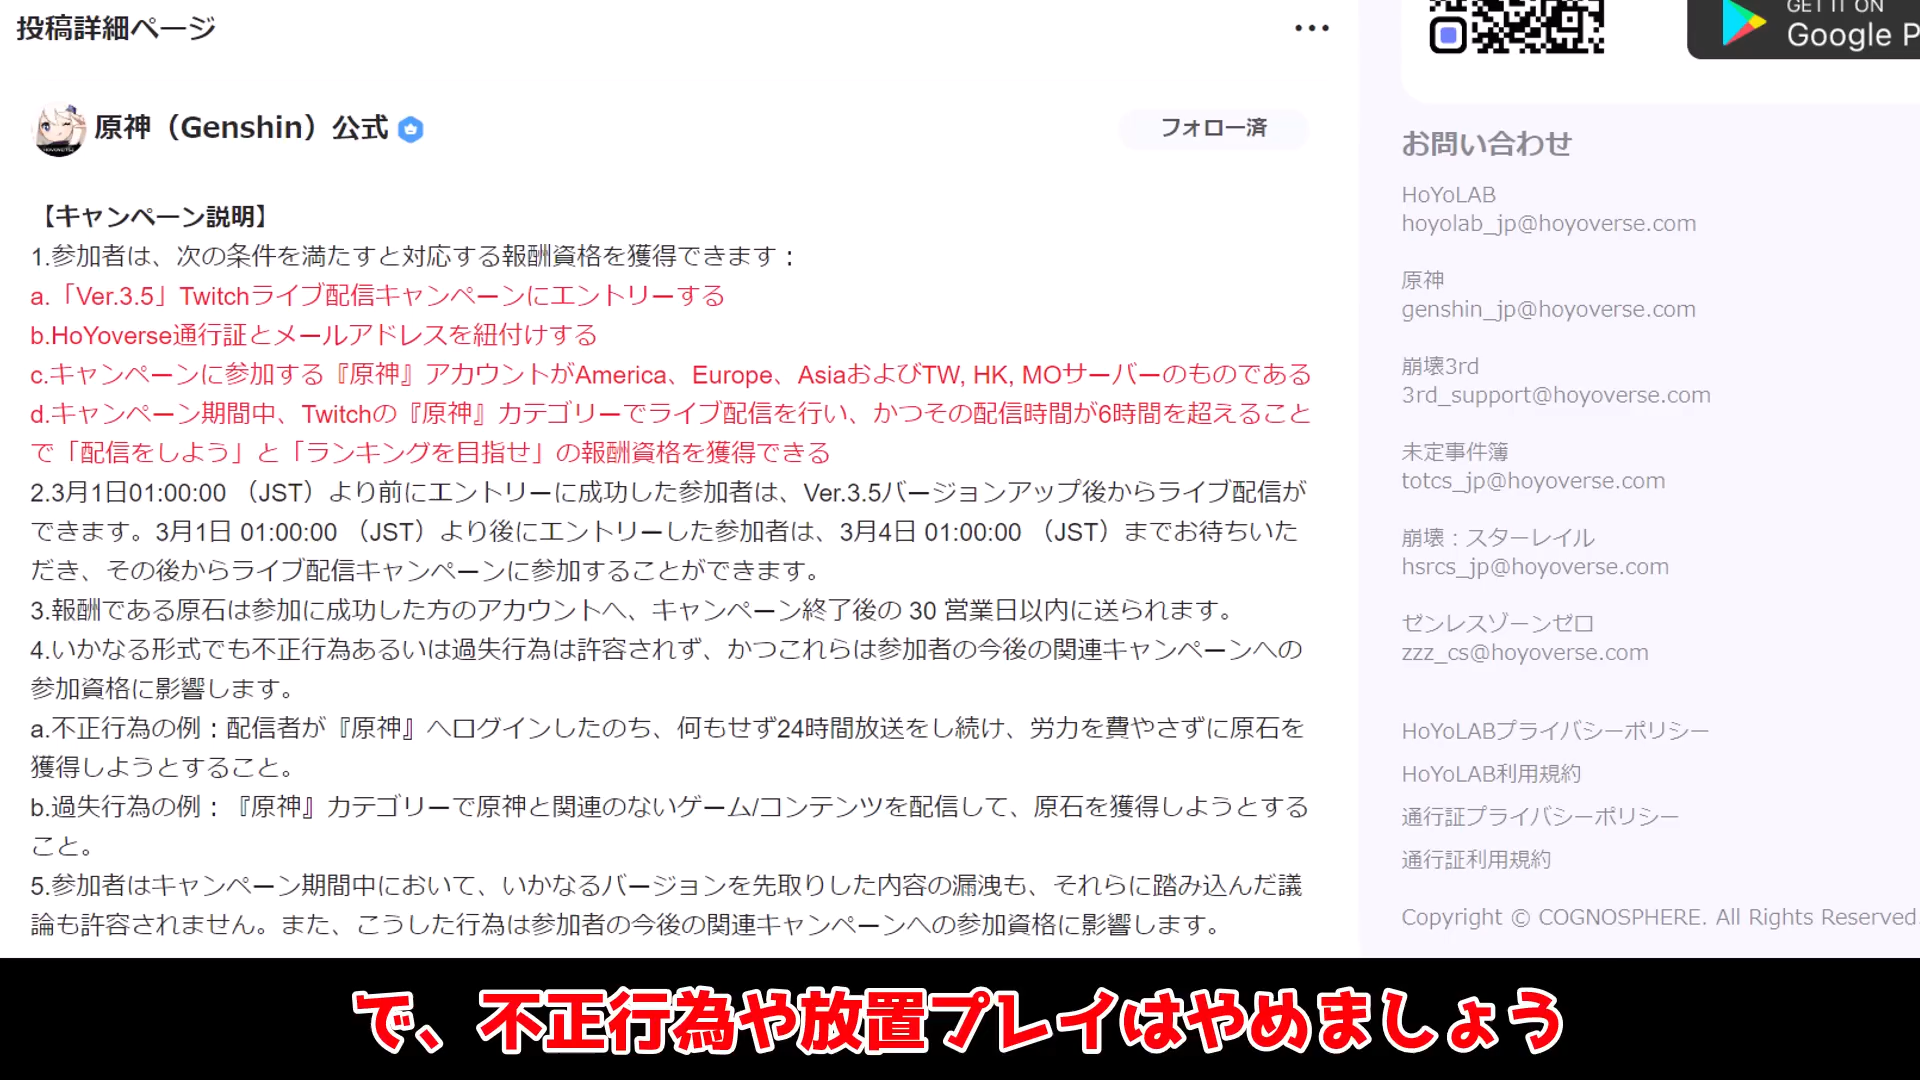 投稿詳細ページ
原神（Genshin）公式
フォロー済
【キャンペーン説明】
1.参加者は、次の条件を満たすと対応する報酬資格を獲得できます：
a.「Ver.3.5」Twitchライブ配信キャンペーンにエントリーする
b.HoYoverse通行証とメールアドレスを紐付けする
c.キャンペーンに参加する『原神』アカウントがAmerica、Europe、AsiaおよびTW, HK, MOサーバーのものである
d.キャンペーン期間中、Twitchの『原神』カテゴリーでライブ配信を行い、かつその配信時間が6時間を超えること
で「配信をしよう」と「ランキングを目指せ」の報酬資格を獲得できる
2.3月1日01:00:00 （JST）より前にエントリーに成功した参加者は、Ver.3.5バージョンアップ後からライブ配信が
できます。3月1日 01:00:00 （JST）より後にエントリーした参加者は、3月4日 01:00:00 （JST）までお待ちいた
だき、その後からライブ配信キャンペーンに参加することができます。
3.報酬である原石は参加に成功した方のアカウントへ、キャンペーン終了後の 30 営業日以内に送られます。
4.いかなる形式でも不正行為あるいは過失行為は許容されず、かつこれらは参加者の今後の関連キャンペーンへの
参加資格に影響します。
a.不正行為の例：配信者が『原神』へログインしたのち、何もせず24時間放送をし続け、労力を費やさずに原石を
獲得しようとすること。
b.過失行為の例：『原神』カテゴリーで原神と関連のないゲーム/コンテンツを配信して、原石を獲得しようとする
こと。
5.参加者はキャンペーン期間中において、いかなるバージョンを先取りした内容の漏洩も、それらに踏み込んだ議
論も許容されません。また、こうした行為は参加者の今後の関連キャンペーンへの参加資格に影響します。
GET IT ON
Google P
お問い合わせ
HoYoLAB
hoyolab_jp@hoyoverse.com
原神
genshin_jp@hoyoverse.com
崩壊3rd
3rd_support@hoyoverse.com
未定事件簿
totcs_jp@hoyoverse.com
崩壊：スターレイル
hsrcs_jp@hoyoverse.com
ゼンレスゾーンゼロ
zzz_cs@hoyoverse.com
HoYoLABプライバシーポリシー
HoYoLAB利用規約
通行証プライバシーポリシー
通行証利用規約
Copyright © COGNOSPHERE. All Rights Reserved.
で、不正行為や放置プレイはやめましょう